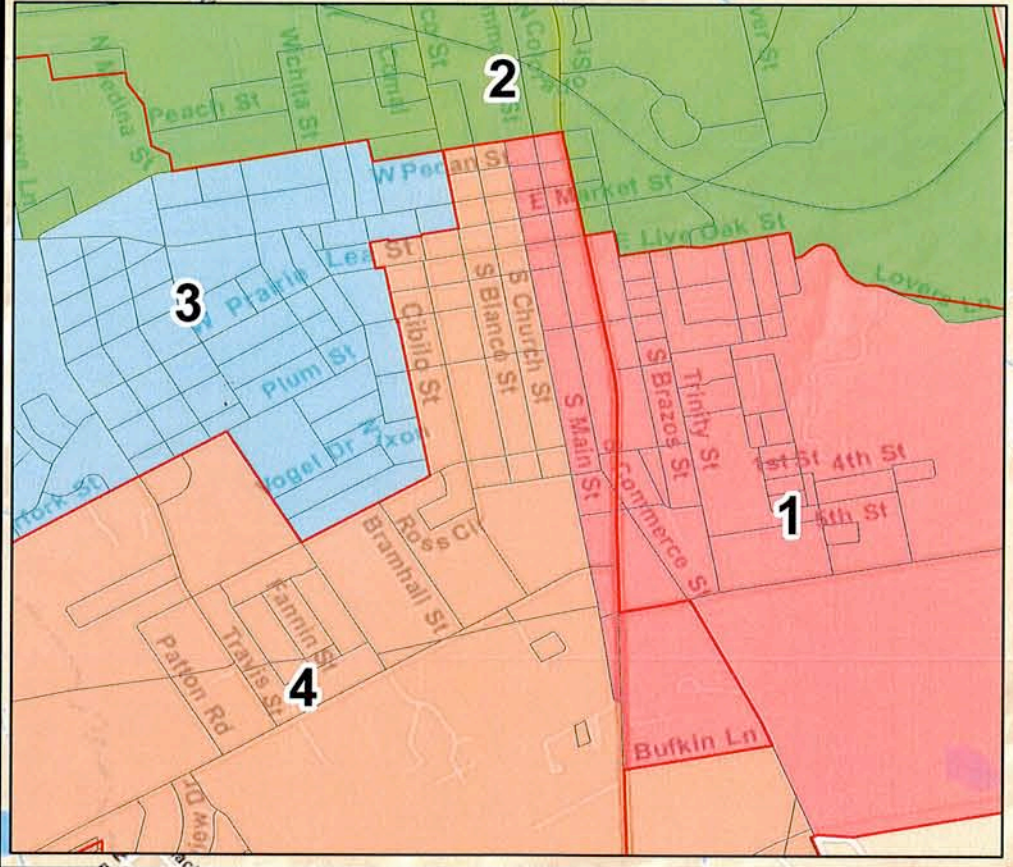 2
N Medina St
Wichita St
Camal
Peach St
W Pecan St
E Market St
E Live Oak St
Lovers Ln
3
Lea St
W Prairie
Plum St
Vogel Dr
Nixon
Cibilo St
S Blanco St
S Church St
S Main St
S Brazos St
Trinity St
S Commerce St
1st St
4th St
5th St
1
Ross Cir
Bramhall St
Fannin St
Travis St
Patton Rd
4
Bufkin Ln